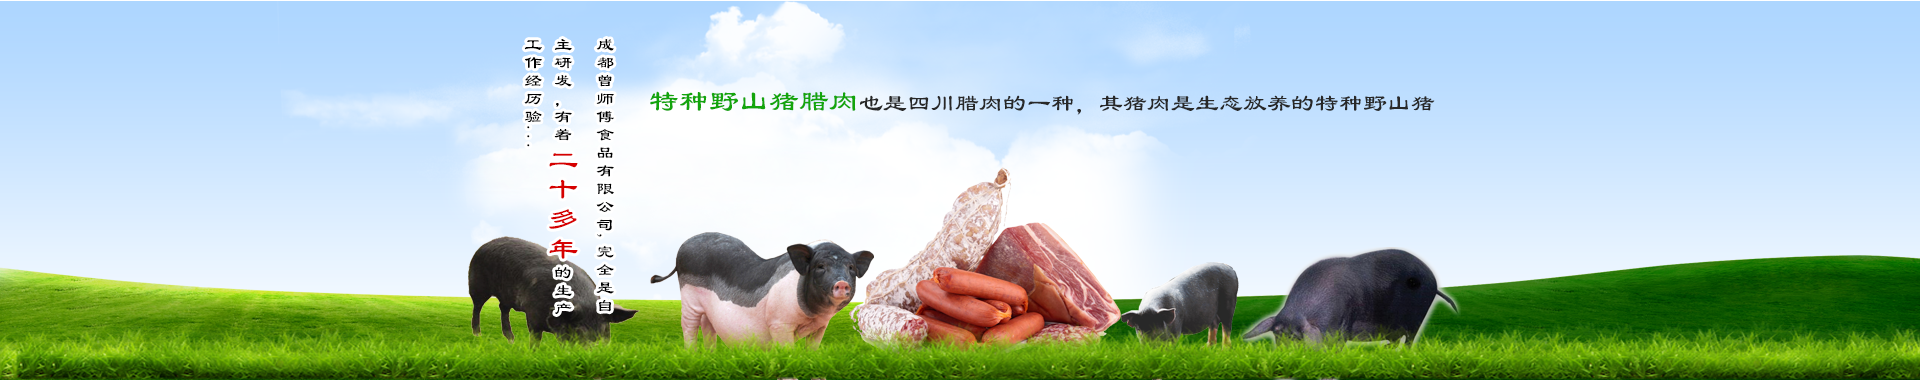 成都曾师傅食品有限公司,完全是自
主研发,有着二十多年的生产
工作经历验...
特种野山猪腊肉也是四川腊肉的一种，其猪肉是生态放养的特种野山猪